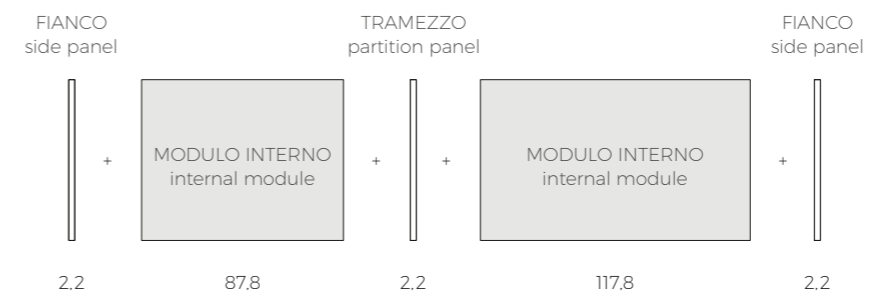 FIANCO
side panel
TRAMEZZO
partition panel
FIANCO
side panel
+
MODULO INTERNO
internal module
+
+
MODULO INTERNO
internal module
+
2,2
87,8
2,2
117,8
2,2